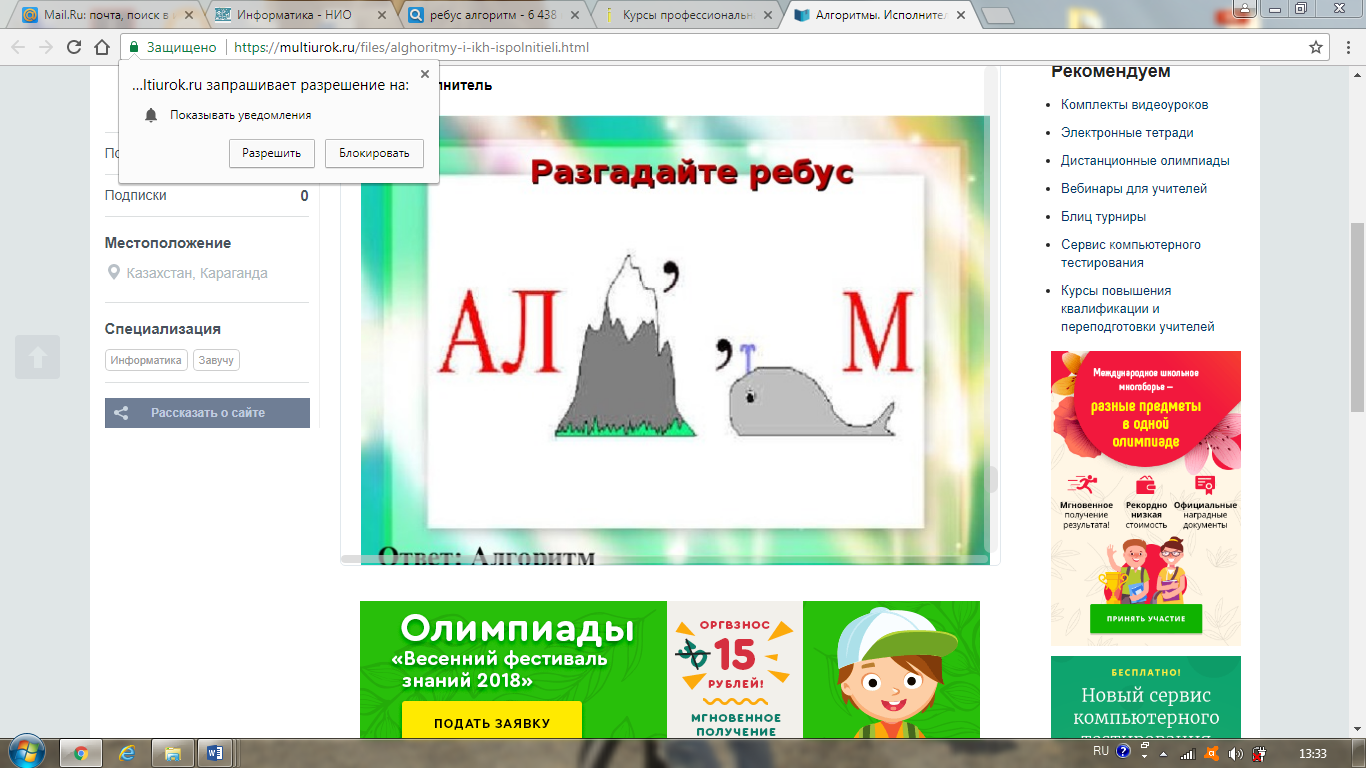 Mail.Ru: почта, поиск в
Информатика - НИО
ребус алгоритм - 6 438
Курсы профессиональн
Алгоритмы. Исполнител
Защищено
https://multiurok.ru/files/alghoritmy-i-ikh-ispolnitieli.html
...ltiurok.ru запрашивает разрешение на:
Показывать уведомления
Разрешить
Блокировать
Подписки
0
Местоположение
Казахстан, Караганда
Специализация
Информатика
Завучу
Рассказать о сайте
Разгадайте ребус
АЛ
,
,
т
М
Ответ: Алгоритм
Олимпиады
«Весенний фестиваль
знаний 2018»
ПОДАТЬ ЗАЯВКУ
ОРГВЗНОС
30 15
РУБЛЕЙ!
МГНОВЕННОЕ
ПОЛУЧЕНИЕ
Рекомендуем
Комплекты видеоуроков
Электронные тетради
Дистанционные олимпиады
Вебинары для учителей
Блиц турниры
Сервис компьютерного
тестирования
Курсы повышения
квалификации и
переподготовки учителей
Международное школьное
многоборье –
разные предметы
в одной
олимпиаде
Мгновенное
получение
результата!
Рекордно
низкая
стоимость
Официальные
наградные
документы
ПРИНЯТЬ УЧАСТИЕ
БЕСПЛАТНО!
Новый сервис
компьютерного
тестирования
RU
13:33